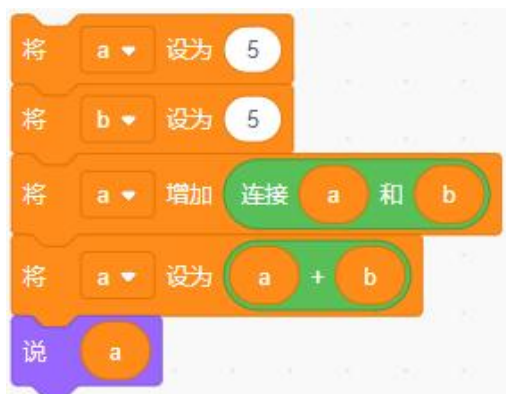 将 a 设为 5
将 b 设为 5
将 a 增加 连接 a 和 b
将 a 设为 a + b
说 a